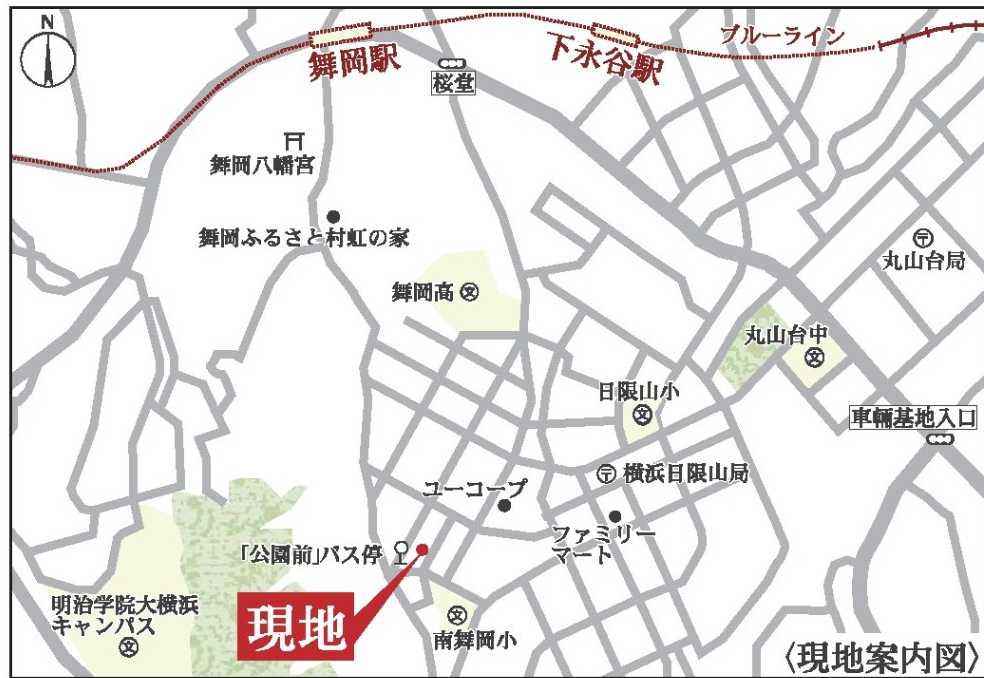 N
舞岡駅
下永谷駅
ブルーライン
桜堂
舞岡八幡宮
舞岡ふるさと村虹の家
丸山台局
舞岡高
丸山台中
日限山小
車輛基地入口
横浜日限山局
ユーコープ
ファミリー
マート
「公園前」バス停
明治学院大横浜
キャンパス
現地
南舞岡小
〈現地案内図〉